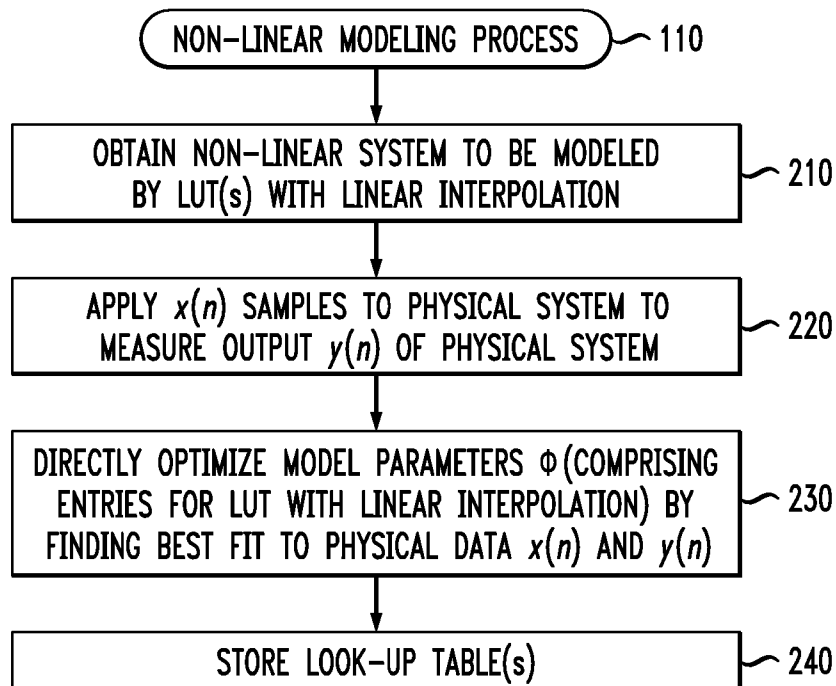 NON-LINEAR MODELING PROCESS 110
OBTAIN NON-LINEAR SYSTEM TO BE MODELED
BY LUT(s) WITH LINEAR INTERPOLATION
210
APPLY x(n) SAMPLES TO PHYSICAL SYSTEM TO
MEASURE OUTPUT y(n) OF PHYSICAL SYSTEM
220
DIRECTLY OPTIMIZE MODEL PARAMETERS Φ (COMPRISING
ENTRIES FOR LUT WITH LINEAR INTERPOLATION) BY
FINDING BEST FIT TO PHYSICAL DATA x(n) AND y(n)
230
STORE LOOK-UP TABLE(s) 240